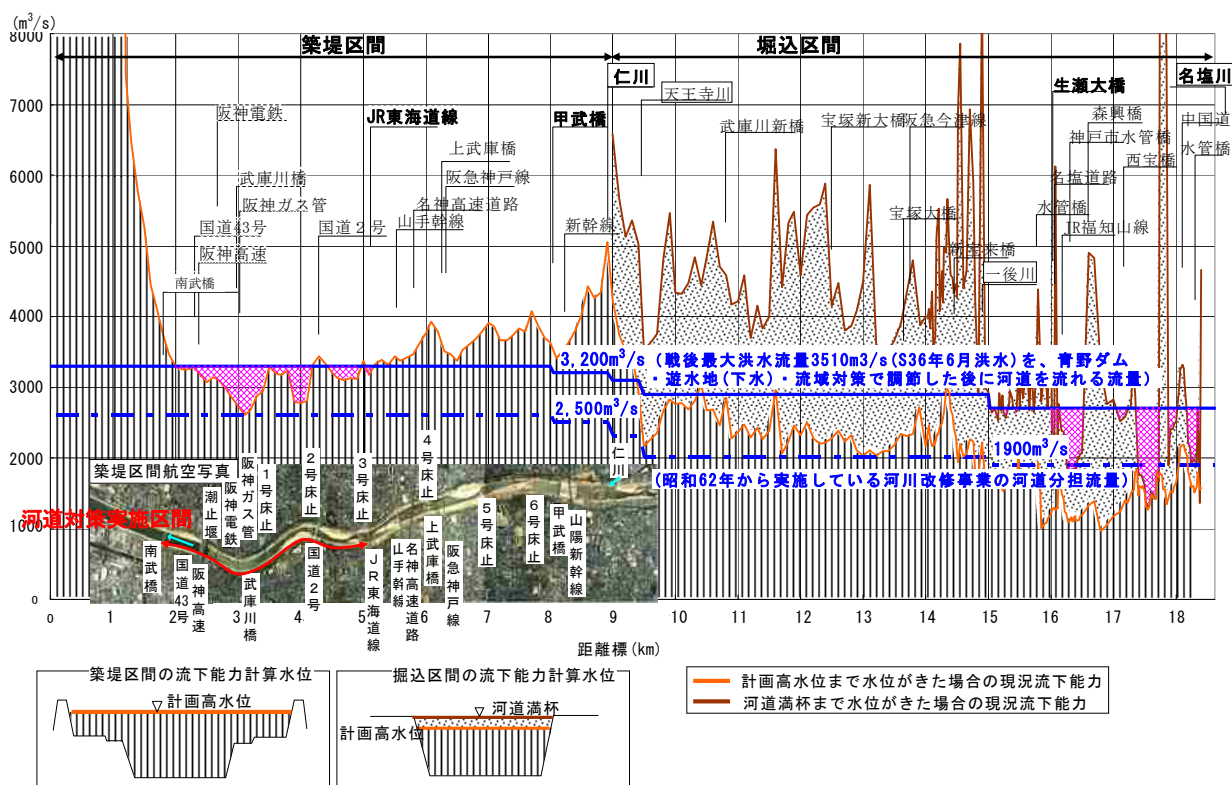 (m³/s)
8000
7000
6000
5000
4000
3000
2000
1000
0
築堤区間
堀込区間
仁川
天王寺川
武庫川新橋
宝塚新大橋
阪急今津線
生瀬大橋
名塩川
森興橋
中国道
神戸市水管橋
水管橋
西宝橋
名塩道路
水管橋
JR福知山線
宝塚大橋
新宝来橋
一後川
阪神電鉄
JR東海道線
甲武橋
上武庫橋
武庫川橋
阪急神戸線
阪神ガス管
名神高速道路
国道43号
国道２号
山手幹線
新幹線
阪神高速
南武橋
3,200m³/s (戦後最大洪水流量3510m3/s(S36年6月洪水)を、青野ダム
・遊水地(下水)・流域対策で調節した後に河道を流れる流量)
2,500m³/s
1900m³/s
(昭和62年から実施している河川改修事業の河道分担流量)
仁川
築堤区間航空写真
河道対策実施区間
潮止堰
阪神電鉄
阪神ガス管
1号床止
2号床止
3号床止
4号床止
5号床止
6号床止
甲武橋
山陽新幹線
南武橋
国道43号
阪神高速
武庫川橋
国道２号
ＪＲ東海道線
山手幹線
名神高速道路
上武庫橋
阪急神戸線
0 1 2 3 4 5 6 7 8 9 10 11 12 13 14 15 16 17 18
距離標(km)
築堤区間の流下能力計算水位
計画高水位
堀込区間の流下能力計算水位
河道満杯
計画高水位
計画高水位まで水位がきた場合の現況流下能力
河道満杯まで水位がきた場合の現況流下能力